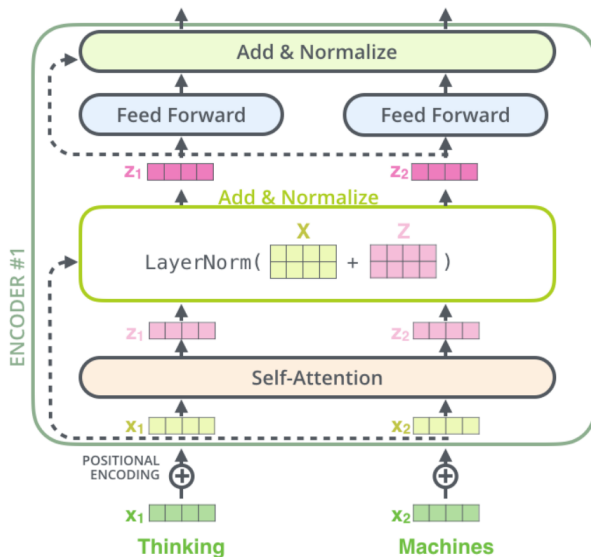 Add & Normalize
Feed Forward Feed Forward
z1 z2
Add & Normalize
X Z
LayerNorm( + )
ENCODER #1
z1 z2
Self-Attention
x1 x2
POSITIONAL
ENCODING
x1 x2
Thinking Machines